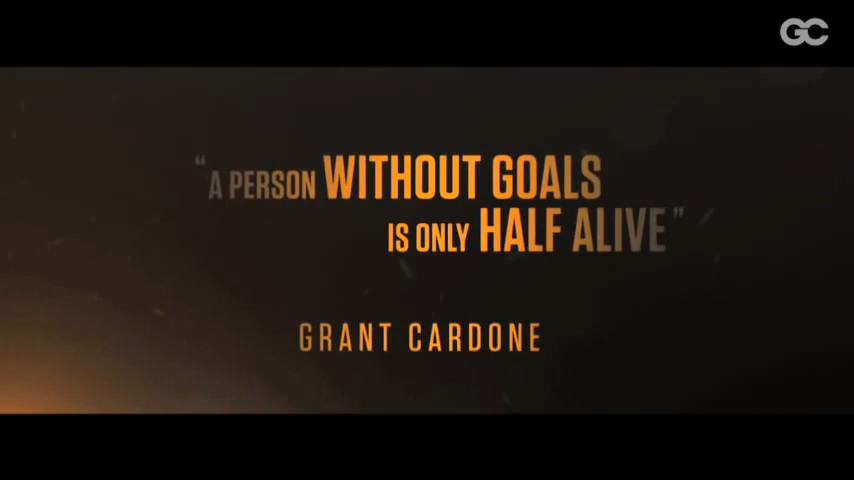 GC
“A PERSON WITHOUT GOALS
IS ONLY HALF ALIVE”
GRANT CARDONE